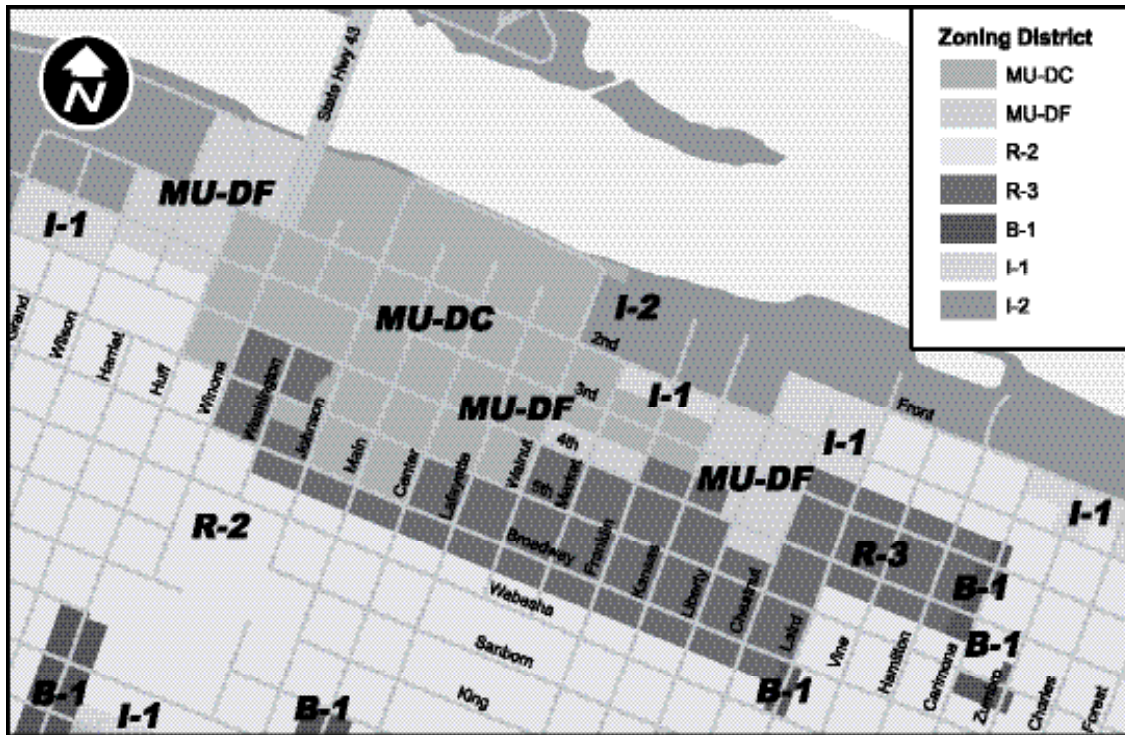 N
State Hwy 43
Zoning District
MU-DC
MU-DF
R-2
R-3
B-1
I-1
I-2
MU-DF
I-1
MU-DC
I-2
2nd
MU-DF
3rd
I-1
4th
5th
MU-DF
I-1
Front
I-1
R-2
R-3
B-1
B-1
B-1
B-1
I-1
B-1
Grand
Wilson
Harriet
Huff
Winona
Washington
Johnson
Main
Center
Lafayette
Walnut
Market
Franklin
Kansas
Liberty
Chestnut
Laird
Vine
Hamilton
Carimona
Zumbro
Charles
Forest
Broadway
Wabasha
Sanborn
King